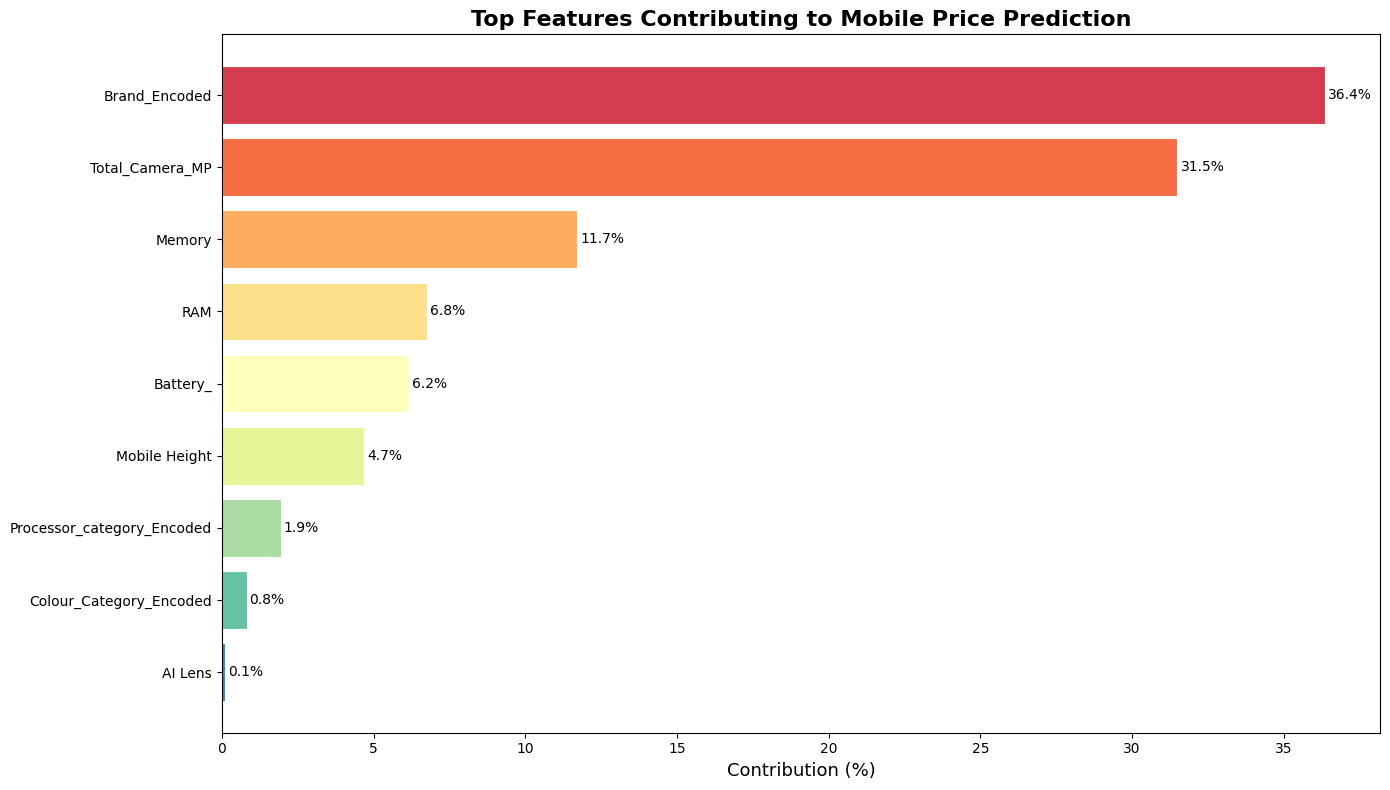 Top Features Contributing to Mobile Price Prediction
Brand_Encoded 36.4%
Total_Camera_MP 31.5%
Memory 11.7%
RAM 6.8%
Battery_ 6.2%
Mobile Height 4.7%
Processor_category_Encoded 1.9%
Colour_Category_Encoded 0.8%
AI Lens 0.1%
0 5 10 15 20 25 30 35
Contribution (%)